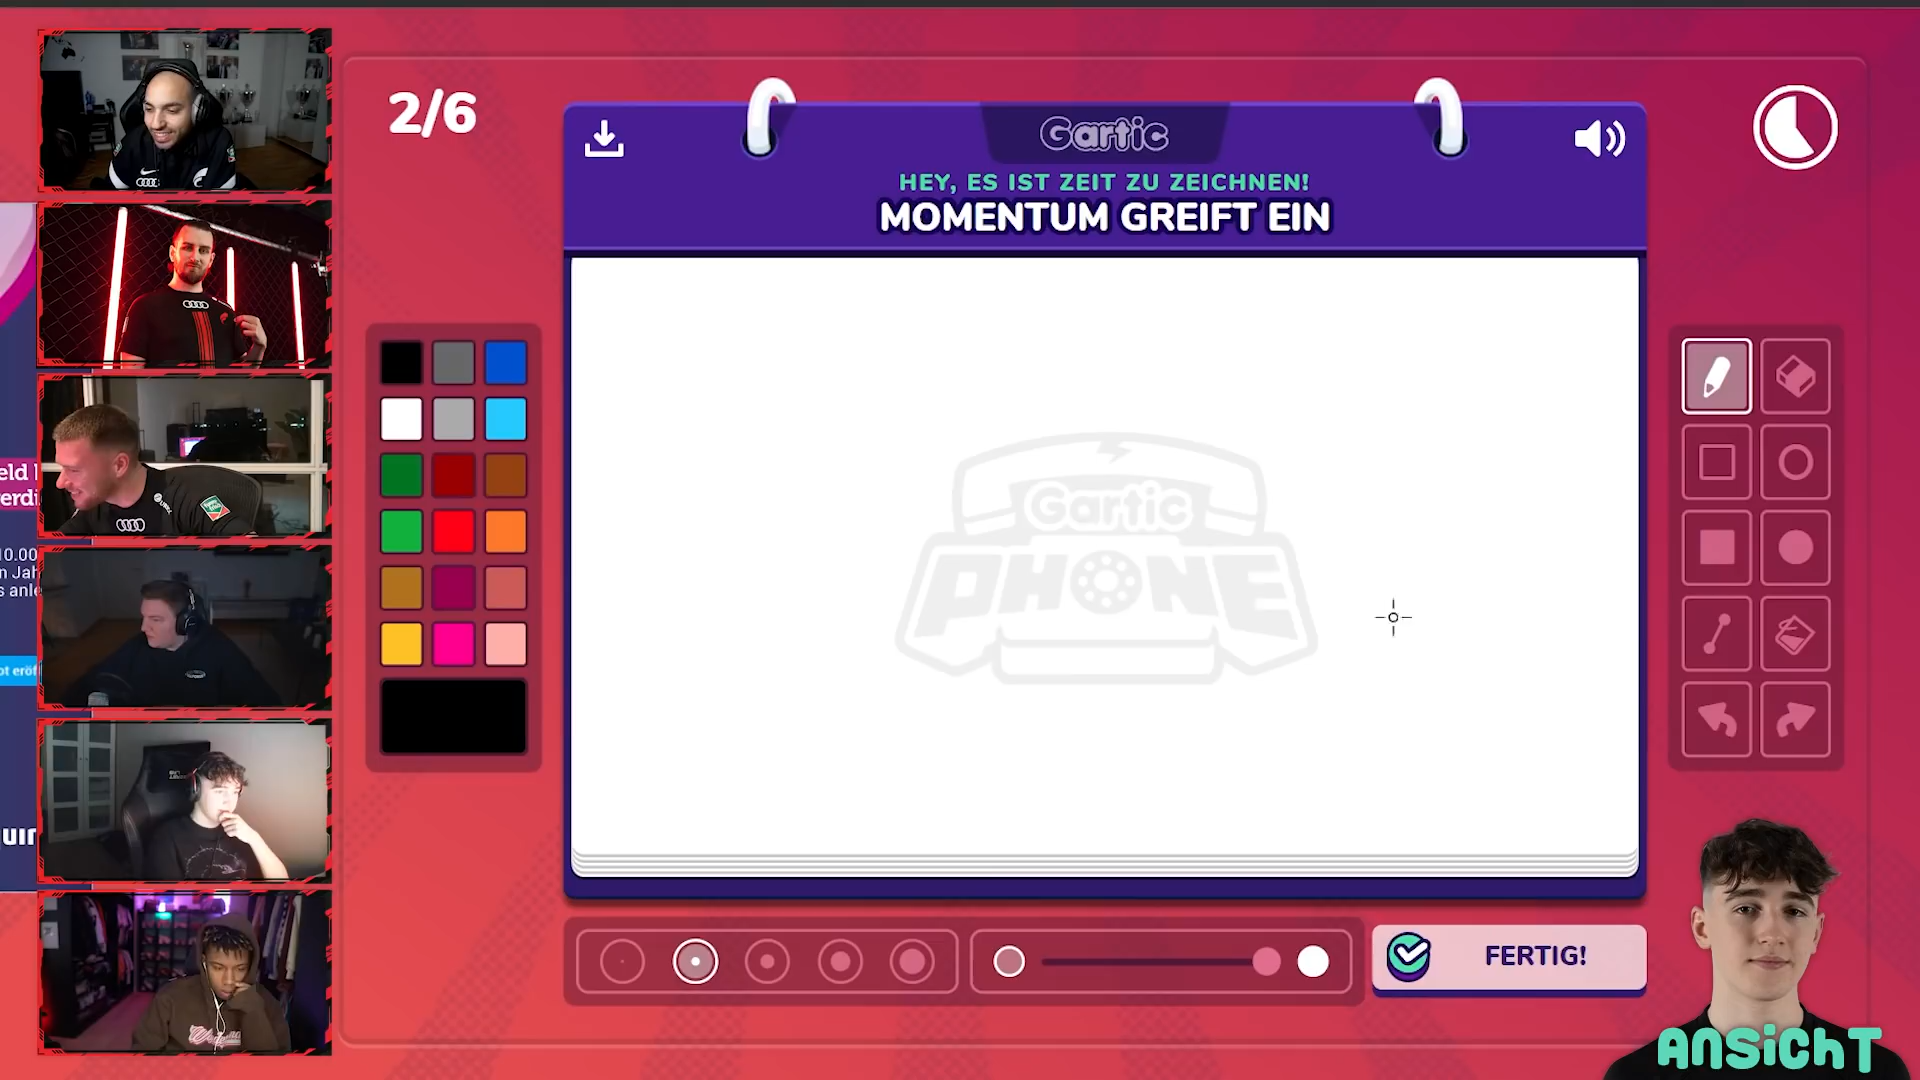 2/6
Gartic
HEY, ES IST ZEIT ZU ZEICHNEN!
MOMENTUM GREIFT EIN
Gartic
PHONE
FERTIG!
ANSICHT